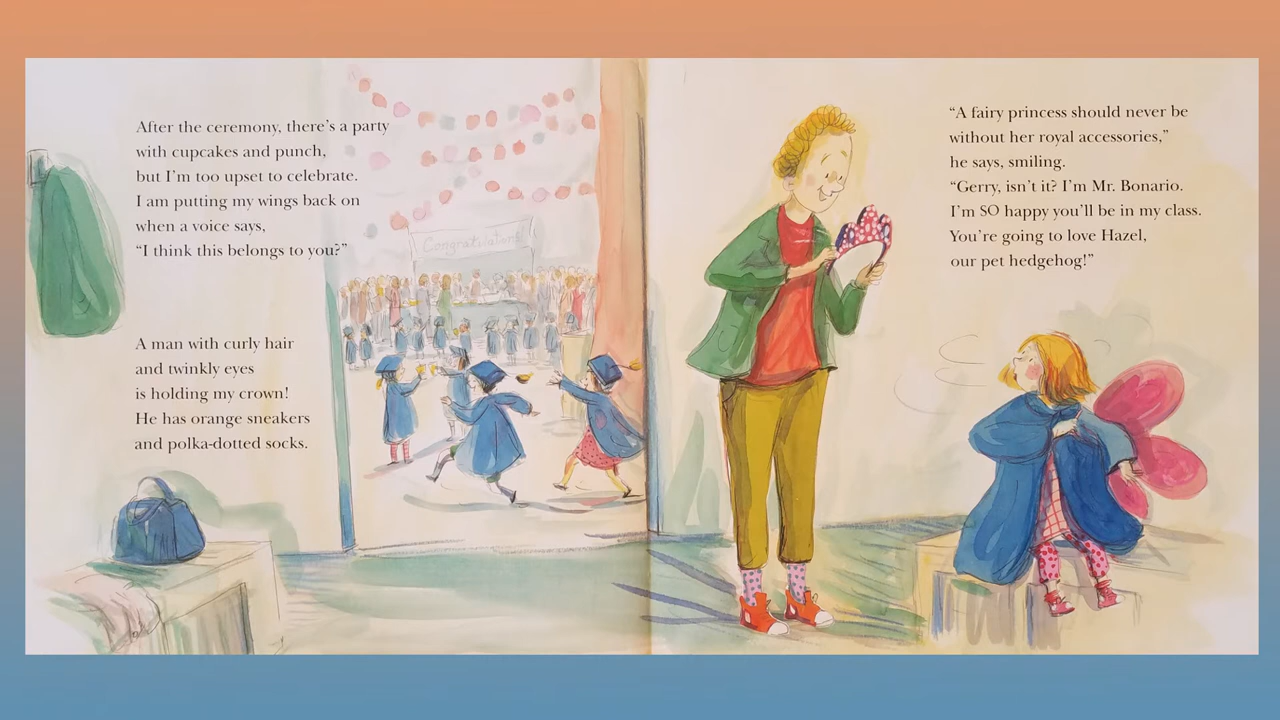 After the ceremony, there's a party
with cupcakes and punch,
but I'm too upset to celebrate.
I am putting my wings back on
when a voice says,
“I think this belongs to you?”
A man with curly hair
and twinkly eyes
is holding my crown!
He has orange sneakers
and polka-dotted socks.
“A fairy princess should never be
without her royal accessories,”
he says, smiling.
“Gerry, isn't it? I'm Mr. Bonario.
I'm SO happy you'll be in my class.
You're going to love Hazel,
our pet hedgehog!”